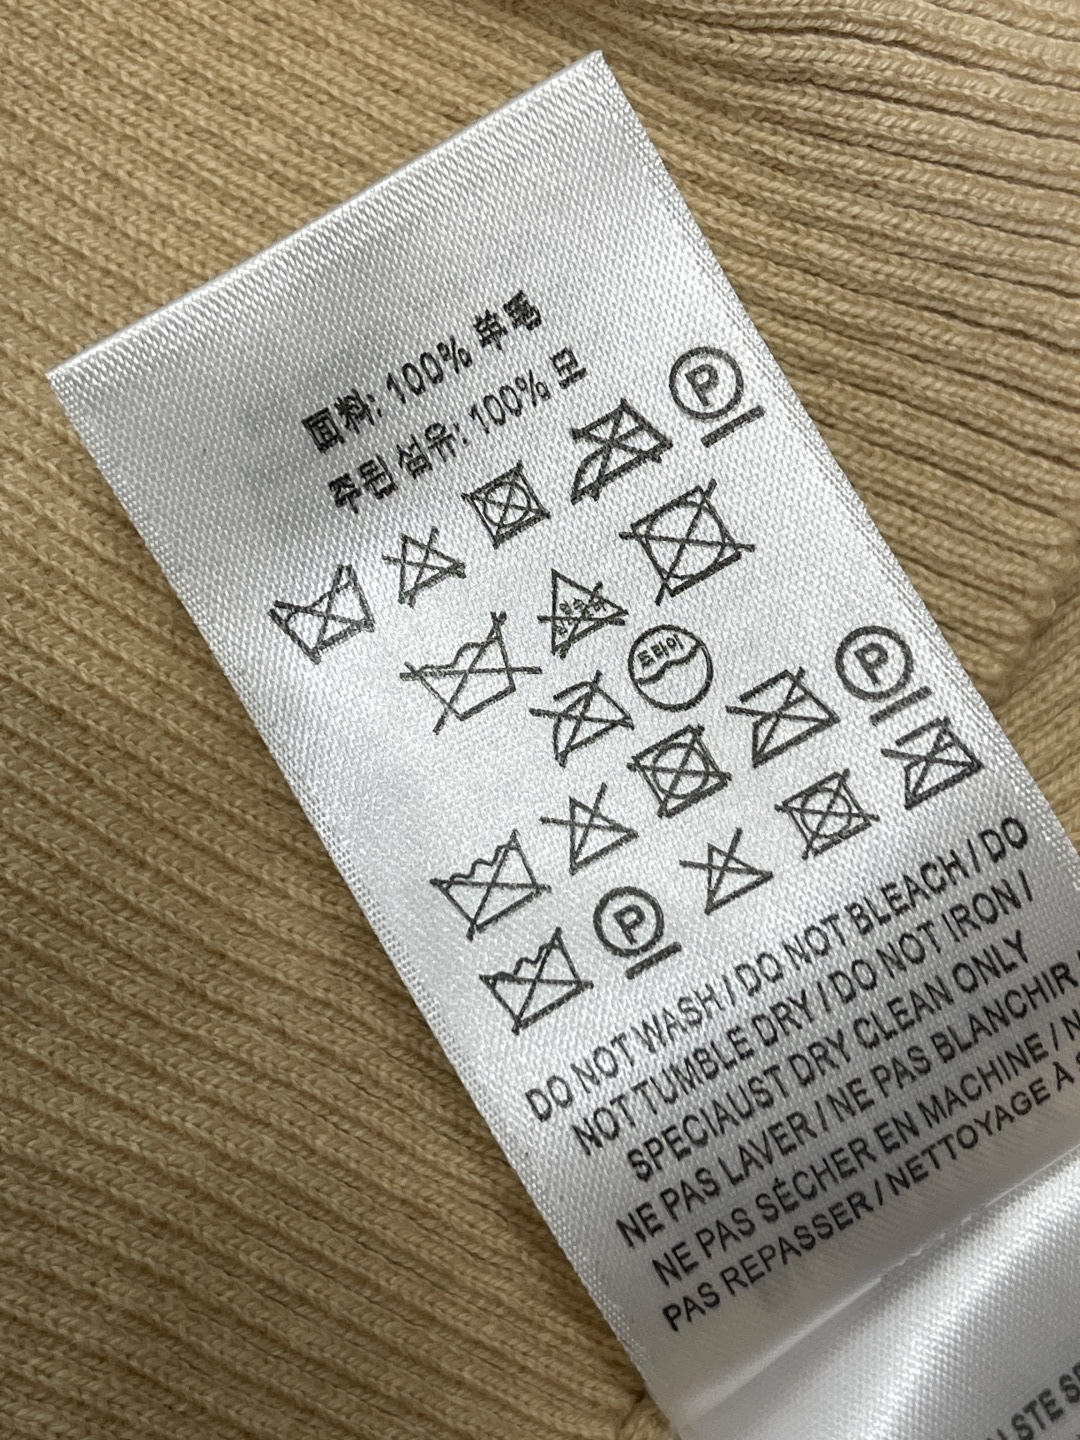 面料: 100% 羊
주된 섬유: 100% 모
P
드라이
P
P
DO NOT WASH / DO NOT BLEACH / DO
NOT TUMBLE DRY / DO NOT IRON /
SPECIAUST DRY CLEAN ONLY
NE PAS LAVER / NE PAS BLANCHIR
NE PAS SÉCHER EN MACHINE / N
PAS REPASSER / NETTOYAGE À